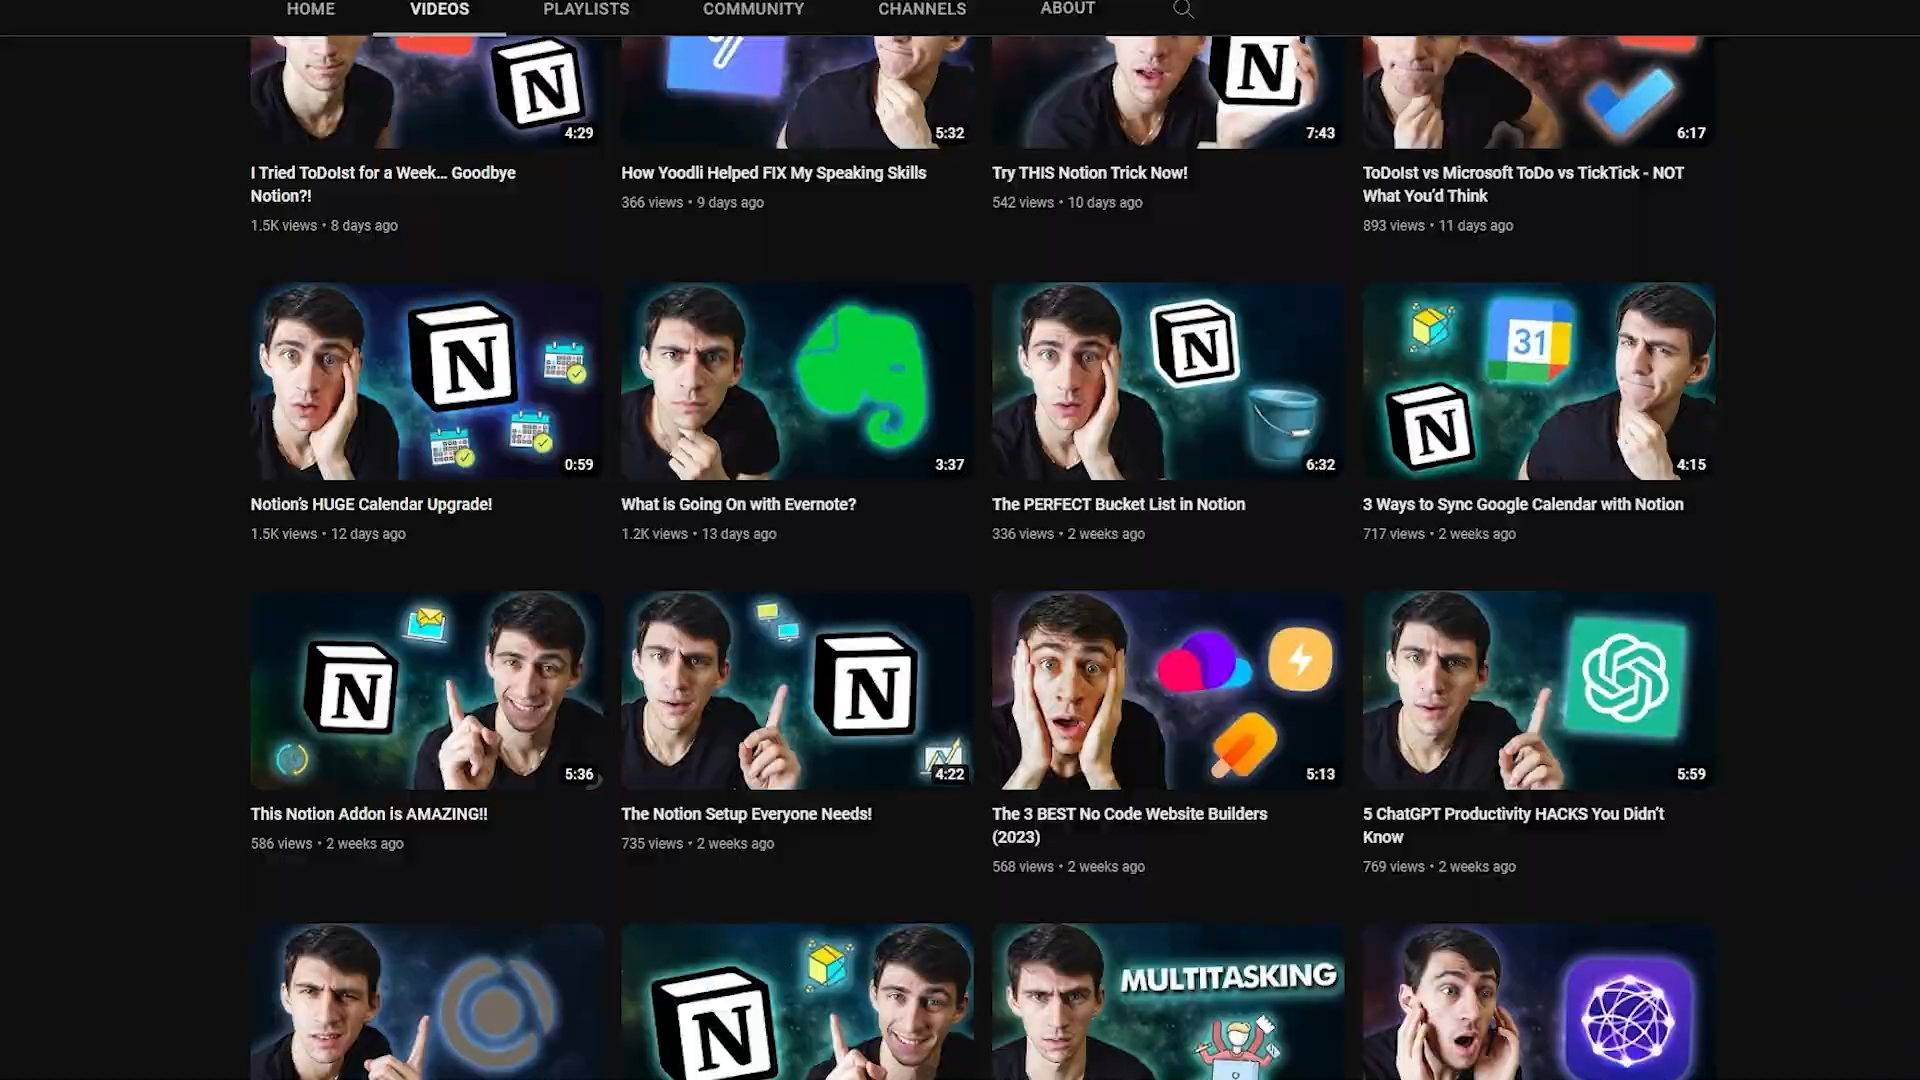 HOME VIDEOS PLAYLISTS COMMUNITY CHANNELS ABOUT
N
N
4:29
5:32
7:43
6:17
I Tried ToDoIst for a Week... Goodbye
Notion?!
1.5K views • 8 days ago
How Yoodli Helped FIX My Speaking Skills
366 views • 9 days ago
Try THIS Notion Trick Now!
542 views • 10 days ago
ToDoIst vs Microsoft ToDo vs TickTick - NOT
What You'd Think
893 views • 11 days ago
N
0:59
3:37
N
6:32
31
N
4:15
Notion's HUGE Calendar Upgrade!
1.5K views • 12 days ago
What is Going On with Evernote?
1.2K views • 13 days ago
The PERFECT Bucket List in Notion
336 views • 2 weeks ago
3 Ways to Sync Google Calendar with Notion
717 views • 2 weeks ago
N
5:36
N
4:22
5:13
5:59
This Notion Addon is AMAZING!!
586 views • 2 weeks ago
The Notion Setup Everyone Needs!
735 views • 2 weeks ago
The 3 BEST No Code Website Builders
(2023)
568 views • 2 weeks ago
5 ChatGPT Productivity HACKS You Didn't
Know
769 views • 2 weeks ago
N
MULTITASKING